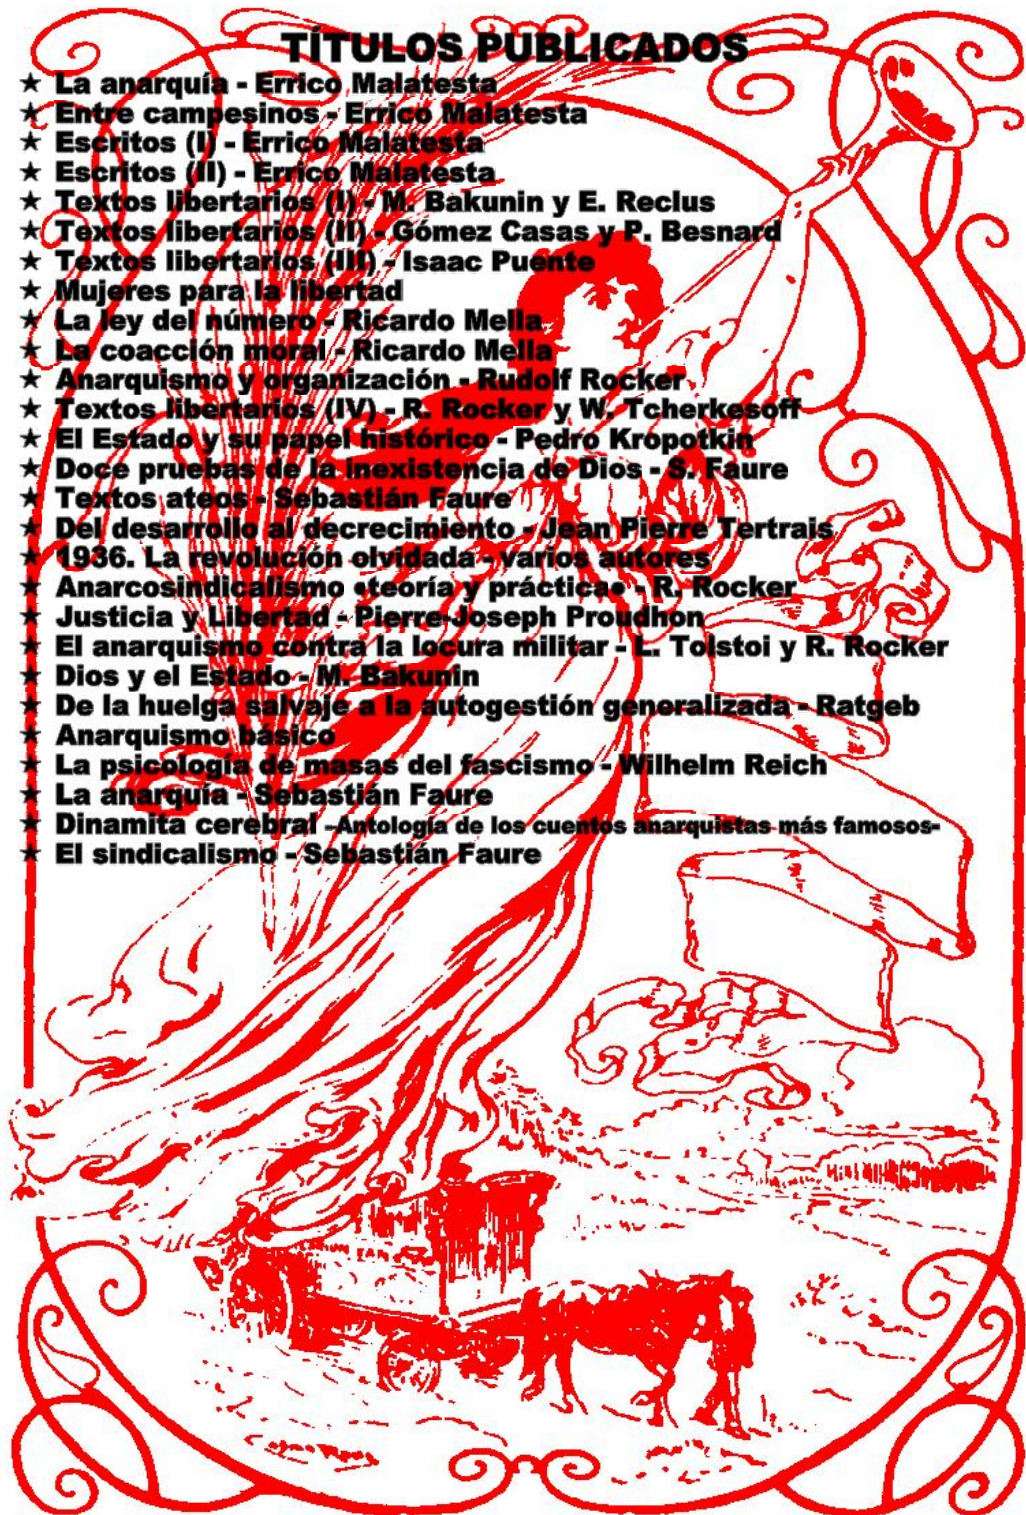 TÍTULOS PUBLICADOS
★ La anarquía - Errico Malatesta
★ Entre campesinos - Errico Malatesta
★ Escritos (I) - Errico Malatesta
★ Escritos (II) - Errico Malatesta
★ Textos libertarios (I) - M. Bakunin y E. Reclus
★ Textos libertarios (II) - Gómez Casas y P. Besnard
★ Textos libertarios (III) - Isaac Puente
★ Mujeres para la libertad
★ La ley del número - Ricardo Mella
★ La coacción moral - Ricardo Mella
★ Anarquismo y organización - Rudolf Rocker
★ Textos libertarios (IV) - R. Rocker y W. Tcherkesoff
★ El Estado y su papel histórico - Pedro Kropotkin
★ Doce pruebas de la inexistencia de Dios - S. Faure
★ Textos ateos - Sebastián Faure
★ Del desarrollo al decrecimiento - Jean Pierre Tertrais
★ 1936. La revolución olvidada - varios autores
★ Anarcosindicalismo «teoría y práctica» - R. Rocker
★ Justicia y Libertad - Pierre-Joseph Proudhon
★ El anarquismo contra la locura militar - L. Tolstoi y R. Rocker
★ Dios y el Estado - M. Bakunin
★ De la huelga salvaje a la autogestión generalizada - Ratgeb
★ Anarquismo básico
★ La psicología de masas del fascismo - Wilhelm Reich
★ La anarquía - Sebastián Faure
★ Dinamita cerebral -Antología de los cuentos anarquistas más famosos-
★ El sindicalismo - Sebastián Faure